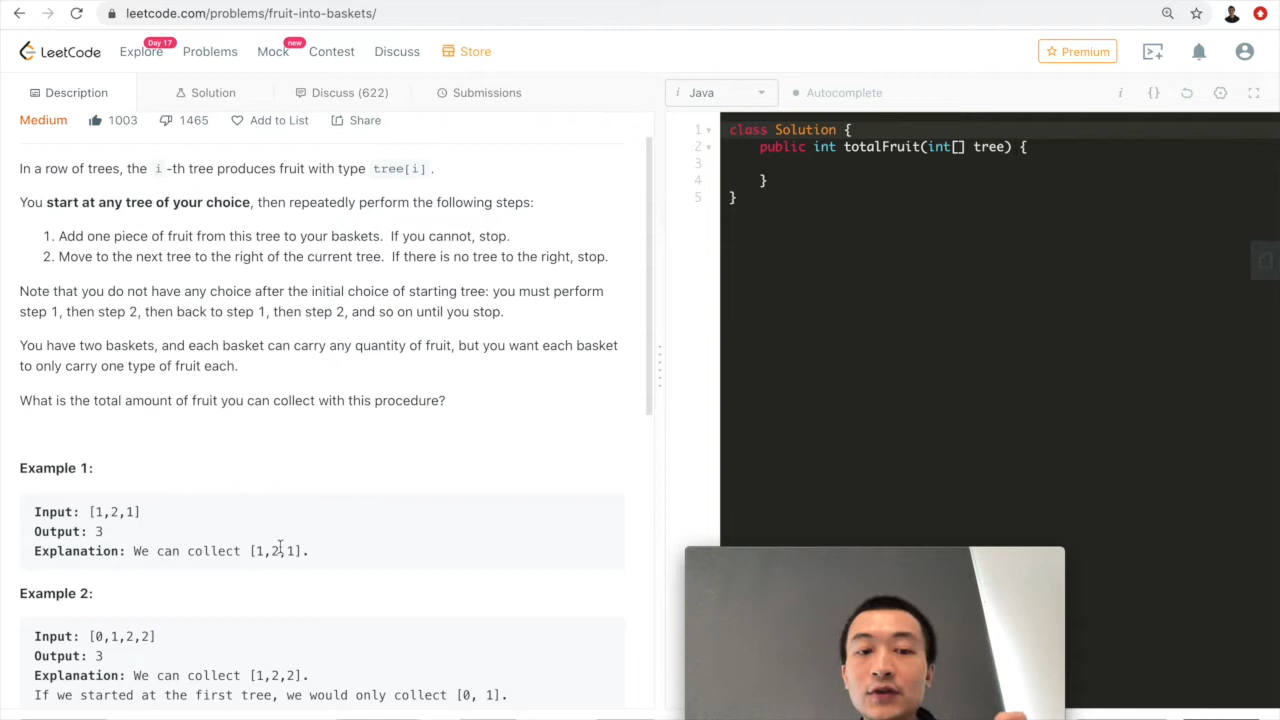 leetcode.com/problems/fruit-into-baskets/
LeetCode
Explore
Day 17
Problems
Mock
new
Contest
Discuss
Store
Premium
Description
Solution
Discuss (622)
Submissions
i Java
Autocomplete
i {}
Medium
1003
1465
Add to List
Share
In a row of trees, the i -th tree produces fruit with type tree[i] .
You start at any tree of your choice, then repeatedly perform the following steps:
1. Add one piece of fruit from this tree to your baskets. If you cannot, stop.
2. Move to the next tree to the right of the current tree. If there is no tree to the right, stop.
Note that you do not have any choice after the initial choice of starting tree: you must perform
step 1, then step 2, then back to step 1, then step 2, and so on until you stop.
You have two baskets, and each basket can carry any quantity of fruit, but you want each basket
to only carry one type of fruit each.
What is the total amount of fruit you can collect with this procedure?
Example 1:
Input: [1,2,1]
Output: 3
Explanation: We can collect [1,2,1].
Example 2:
Input: [0,1,2,2]
Output: 3
Explanation: We can collect [1,2,2].
If we started at the first tree, we would only collect [0, 1].
1 class Solution {
2 public int totalFruit(int[] tree) {
3
4 }
5 }